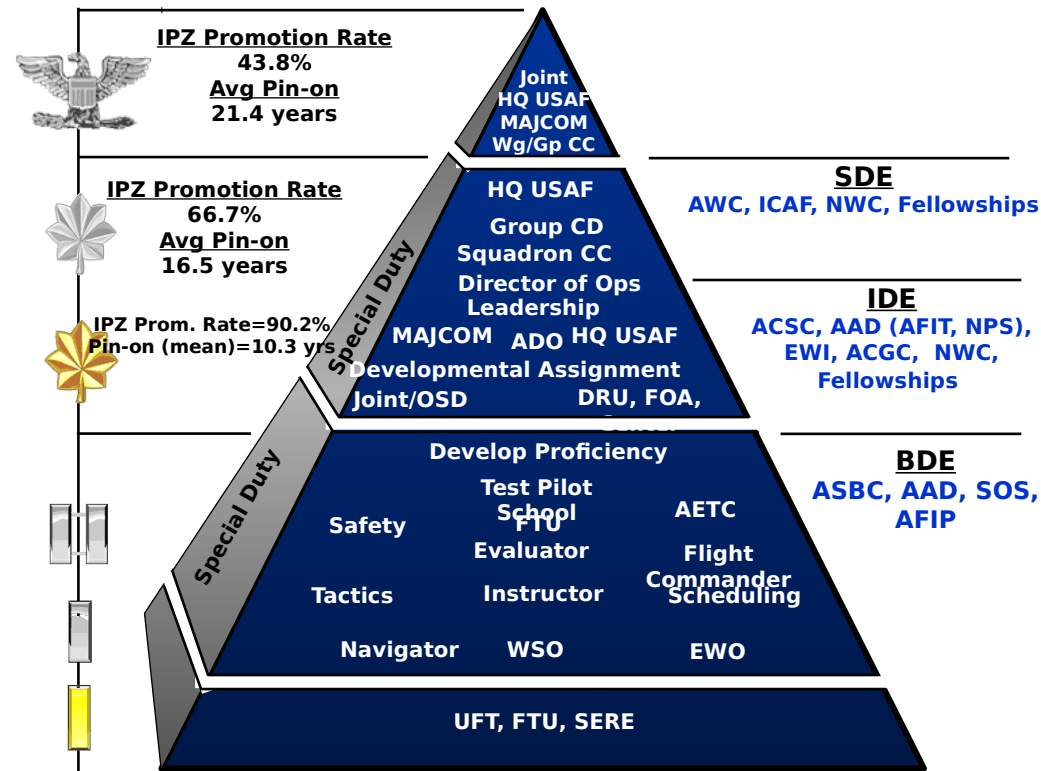 IPZ Promotion Rate
43.8%
Avg Pin-on
21.4 years
Joint
HQ USAF
MAJCOM
Wg/Gp CC
IPZ Promotion Rate
66.7%
Avg Pin-on
16.5 years
IPZ Prom. Rate=90.2%
Pin-on (mean)=10.3 yrs
Special Duty
HQ USAF
Group CD
Squadron CC
Director of Ops
Leadership
MAJCOM ADO HQ USAF
Developmental Assignment
Joint/OSD
DRU, FOA,
SDE
AWC, ICAF, NWC, Fellowships
IDE
ACSC, AAD (AFIT, NPS),
EWI, ACGC, NWC,
Fellowships
BDE
ASBC, AAD, SOS,
AFIP
Special Duty
Develop Proficiency
Test Pilot
School
FTU
AETC
Safety
Evaluator
Flight
Commander
Scheduling
Tactics
Instructor
Navigator
WSO
EWO
UFT, FTU, SERE